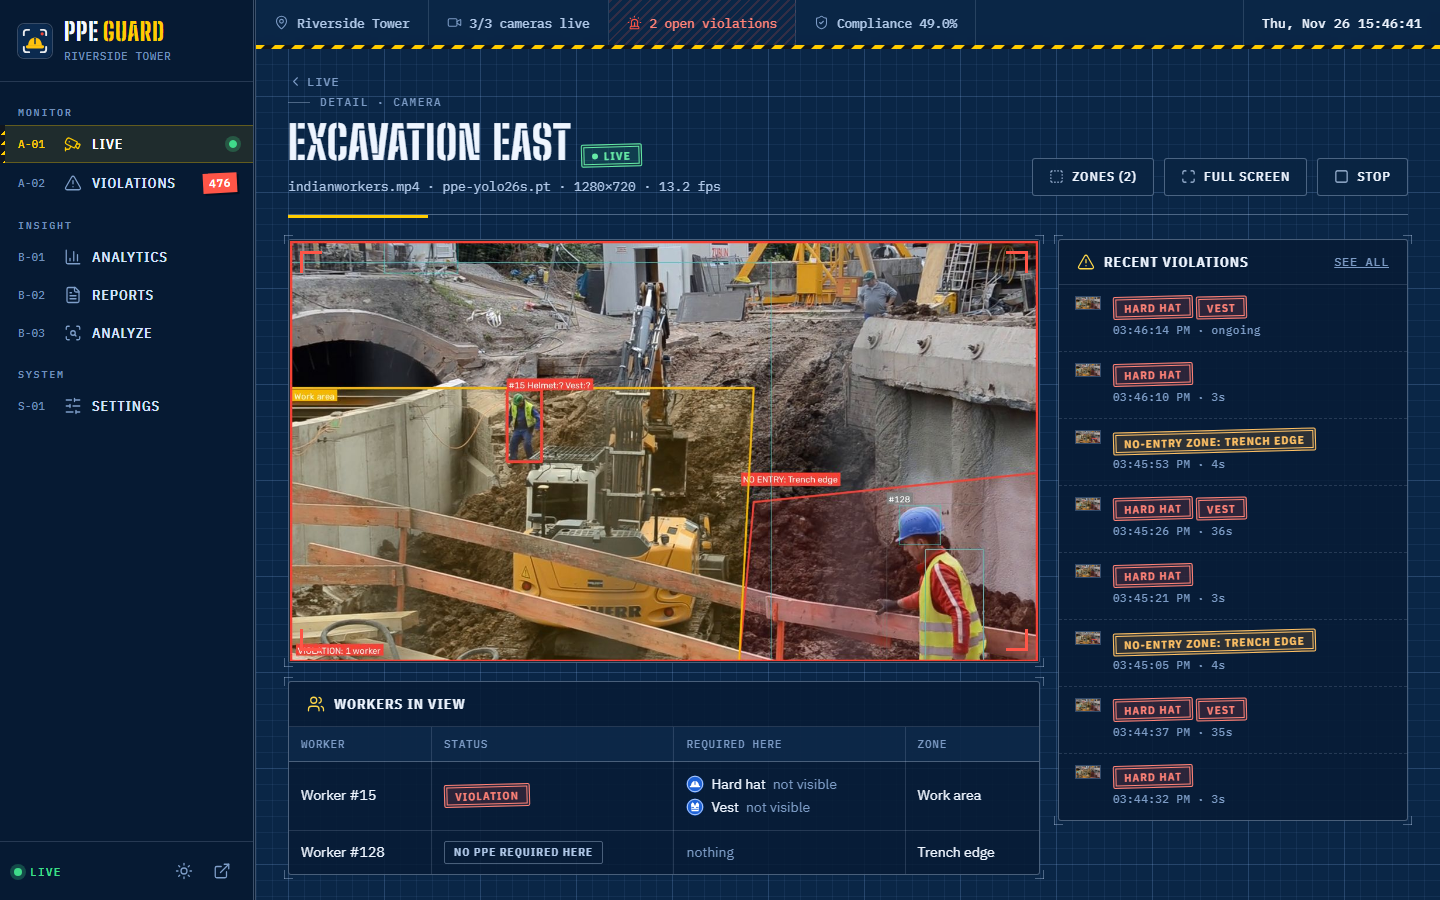 PPE GUARD
RIVERSIDE TOWER
MONITOR
A-01 LIVE
A-02 VIOLATIONS 476
INSIGHT
B-01 ANALYTICS
B-02 REPORTS
B-03 ANALYZE
SYSTEM
S-01 SETTINGS
LIVE
Riverside Tower
3/3 cameras live
2 open violations
Compliance 49.0%
Thu, Nov 26 15:46:41
LIVE
DETAIL · CAMERA
EXCAVATION EAST
LIVE
indianworkers.mp4 · ppe-yolo26s.pt · 1280×720 · 13.2 fps
ZONES (2)
FULL SCREEN
STOP
#15 Helmet:? Vest:?
Work area
NO ENTRY: Trench edge
#128
VIOLATION: 1 worker
WORKERS IN VIEW
WORKER STATUS REQUIRED HERE ZONE
Worker #15 VIOLATION Hard hat not visible Work area
Vest not visible
Worker #128 NO PPE REQUIRED HERE nothing Trench edge
RECENT VIOLATIONS SEE ALL
HARD HAT VEST
03:46:14 PM · ongoing
HARD HAT
03:46:10 PM · 3s
NO-ENTRY ZONE: TRENCH EDGE
03:45:53 PM · 4s
HARD HAT VEST
03:45:26 PM · 36s
HARD HAT
03:45:21 PM · 3s
NO-ENTRY ZONE: TRENCH EDGE
03:45:05 PM · 4s
HARD HAT VEST
03:44:37 PM · 35s
HARD HAT
03:44:32 PM · 3s